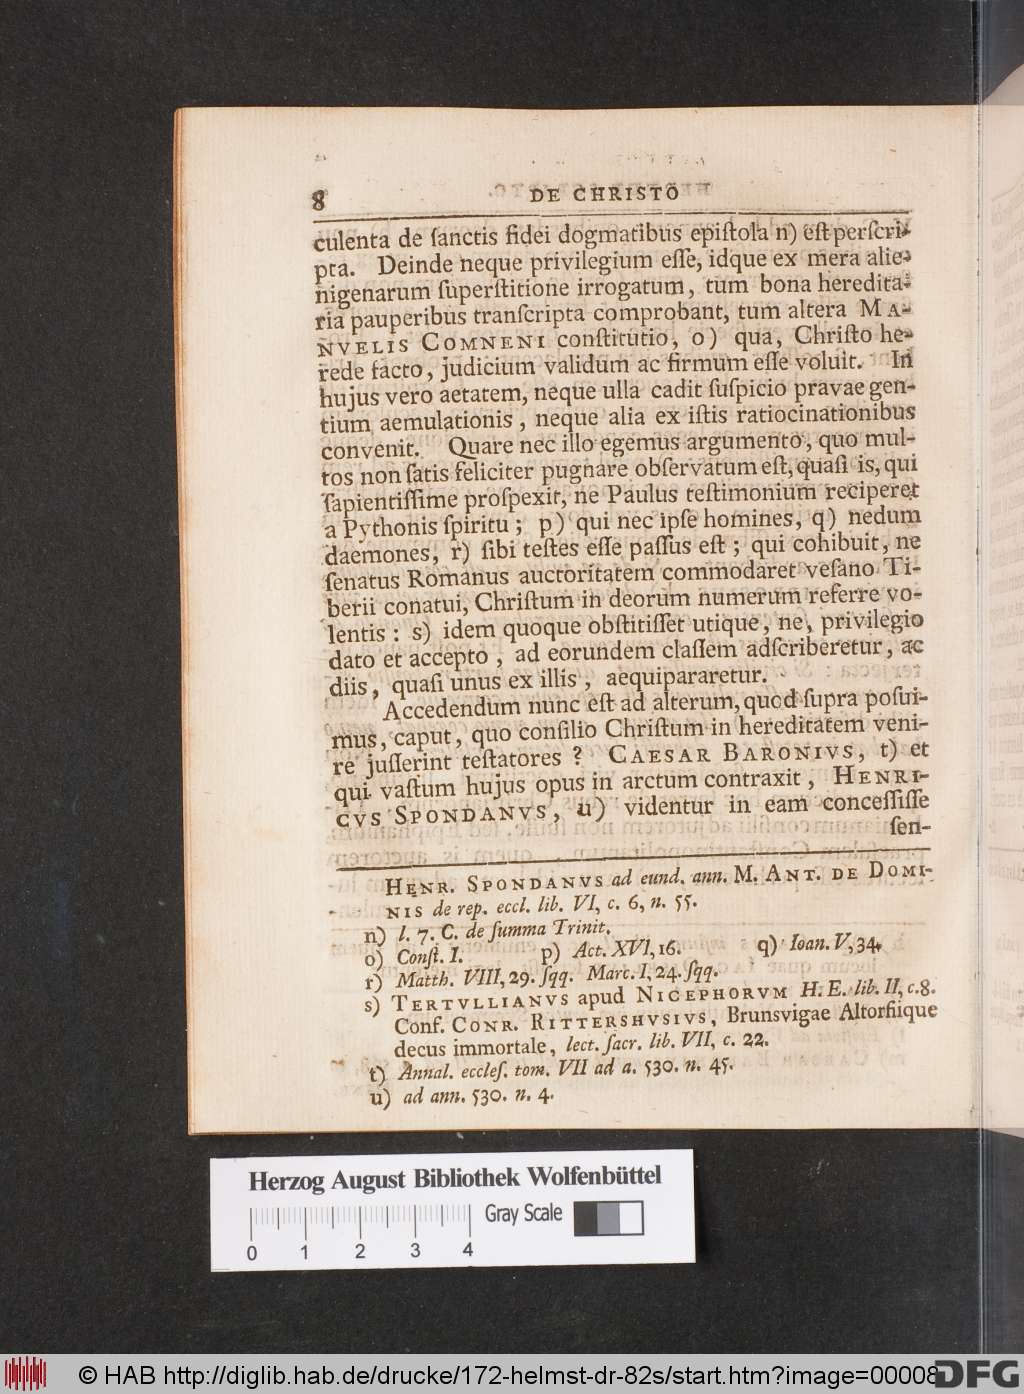 8 DE CHRISTO
culenta de ſanctis fidei dogmatibus epiſtola n) eſt perſcri-
pta. Deinde neque privilegium eſſe, idque ex mera alie-
nigenarum ſuperſtitione irrogatum, tum bona heredita-
ria pauperibus tranſcripta comprobant, tum altera MA-
NVELIS COMNENI conſtitutio, o) qua, Chriſto he-
rede facto, judicium validum ac firmum eſſe voluit. In
hujus vero aetatem, neque ulla cadit ſuſpicio pravae gen-
tium aemulationis, neque alia ex iſtis ratiocinationibus
convenit. Quare nec illo egemus argumento, quo mul-
tos non ſatis feliciter pugnare obſervatum eſt, quaſi is, qui
ſapientiſſime proſpexit, ne Paulus teſtimonium reciperet
a Pythonis ſpiritu; p) qui nec ipſe homines, q) nedum
daemones, r) ſibi teſtes eſſe paſſus eſt; qui cohibuit, ne
ſenatus Romanus auctoritatem commodaret veſano Ti-
berii conatui, Chriſtum in deorum numerum referre vo-
lentis: s) idem quoque obſtitiſſet utique, ne, privilegio
dato et accepto, ad eorundem claſſem adſcriberetur, ac
diis, quaſi unus ex illis, aequipararetur.
Accedendum nunc eſt ad alterum, quod ſupra poſui-
mus, caput, quo conſilio Chriſtum in hereditatem veni-
re juſſerint teſtatores? CAESAR BARONIVS, t) et
qui vaſtum hujus opus in arctum contraxit, HENRI-
CVS SPONDANVS, u) videntur in eam conceſſiſſe
ſen-
HENR. SPONDANVS ad eund. ann. M. ANT. DE DOMI-
NIS de rep. eccl. lib. VI, c. 6, n. 55.
n) l. 7. C. de ſumma Trinit.
o) Conſt. I. p) Act. XVI, 16. q) Ioan. V, 34.
r) Matth. VIII, 29. ſqq. Marc. I, 24. ſqq.
s) TERTVLLIANVS apud NICEPHORVM H. E. lib. II, c. 8.
Conf. CONR. RITTERSHVSIVS, Brunsvigae Altorfiique
decus immortale, lect. ſacr. lib. VII, c. 22.
t) Annal. eccleſ. tom. VII ad a. 530. n. 45.
u) ad ann. 530. n. 4.
Herzog August Bibliothek Wolfenbüttel
Gray Scale
0 1 2 3 4
© HAB http://diglib.hab.de/drucke/172-helmst-dr-82s/start.htm?image=00008
DFG